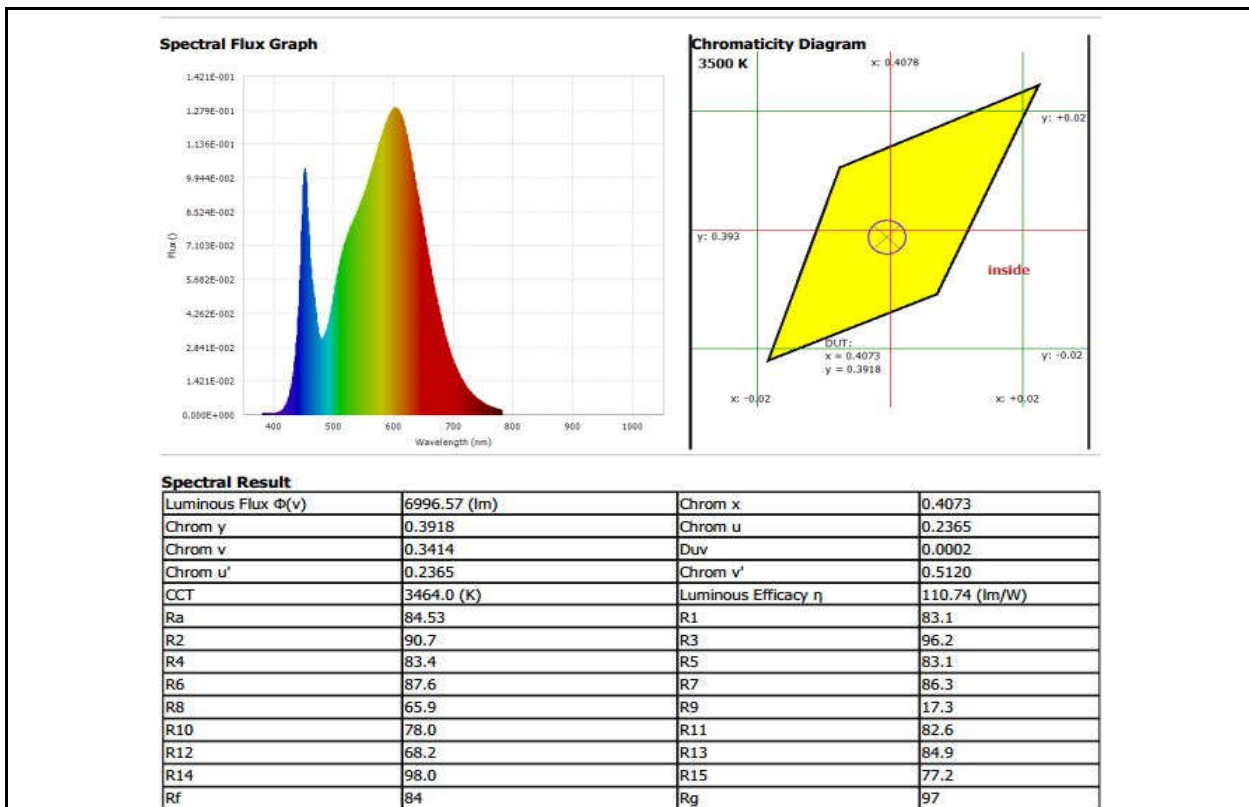 Spectral Flux Graph
1.421E-001
1.279E-001
1.136E-001
9.944E-002
8.524E-002
7.103E-002
5.682E-002
4.262E-002
2.841E-002
1.421E-002
0.000E+000
Flux()
400 500 600 700 800 900 1000
Wavelength (nm)
Chromaticity Diagram
3500 K
x: 0.4078
y: +0.02
y: 0.393
inside
DUT:
x = 0.4073
y = 0.3918
y: -0.02
x: -0.02
x: +0.02
Spectral Result
Luminous Flux Φ(v) 6996.57 (lm) Chrom x 0.4073
Chrom y 0.3918 Chrom u 0.2365
Chrom v 0.3414 Duv 0.0002
Chrom u' 0.2365 Chrom v' 0.5120
CCT 3464.0 (K) Luminous Efficacy η 110.74 (lm/W)
Ra 84.53 R1 83.1
R2 90.7 R3 96.2
R4 83.4 R5 83.1
R6 87.6 R7 86.3
R8 65.9 R9 17.3
R10 78.0 R11 82.6
R12 68.2 R13 84.9
R14 98.0 R15 77.2
Rf 84 Rg 97